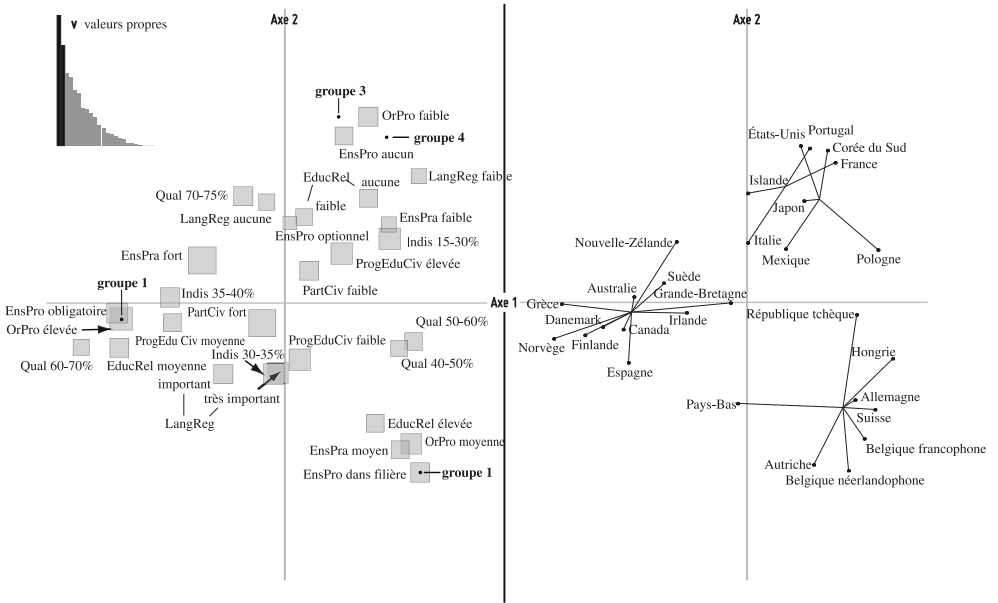 Axe 2
valeurs propres
groupe 3
OrPro faible
groupe 4
EnsPro aucun
EducRel
aucune
LangReg faible
Qual 70-75%
faible
LangReg aucune
EnsPra faible
EnsPro optionnel
Indis 15-30%
EnsPra fort
ProgEduCiv élevée
groupe 1
PartCiv faible
Indis 35-40%
Axe 1
EnsPro obligatoire
PartCiv fort
OrPro élevée
Qual 50-60%
ProgEdu Civ moyenne
ProgEduCiv faible
Indis 30-35%
Qual 60-70%
EducRel moyenne
Qual 40-50%
important
très important
LangReg
EducRel élevée
OrPro moyenne
EnsPra moyen
EnsPro dans filière
groupe 1
Axe 2
États-Unis
Portugal
Corée du Sud
France
Islande
Japon
Italie
Mexique
Pologne
Nouvelle-Zélande
Suède
Australie
Grande-Bretagne
Grèce
Danemark
Irlande
Canada
Norvège
Finlande
Espagne
République tchèque
Hongrie
Pays-Bas
Allemagne
Suisse
Belgique francophone
Autriche
Belgique néerlandophone